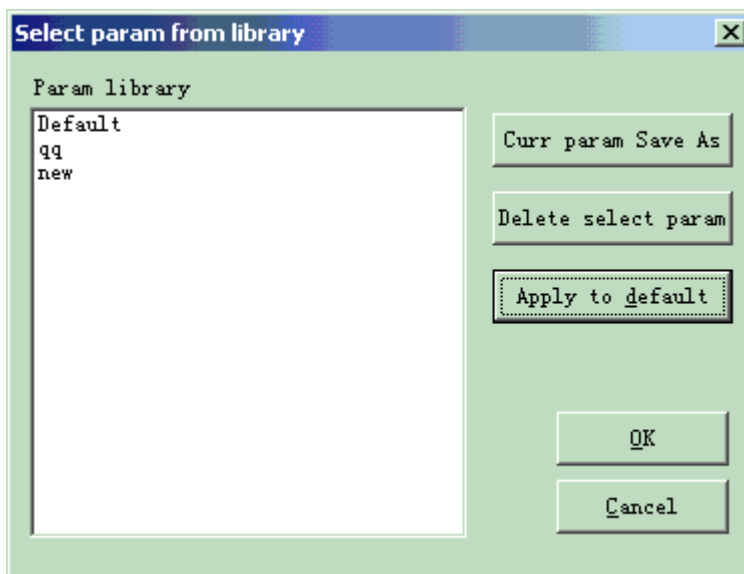 Select param from library
Param library
Default
qq
new
Curr param Save As
Delete select param
Apply to default
OK
Cancel